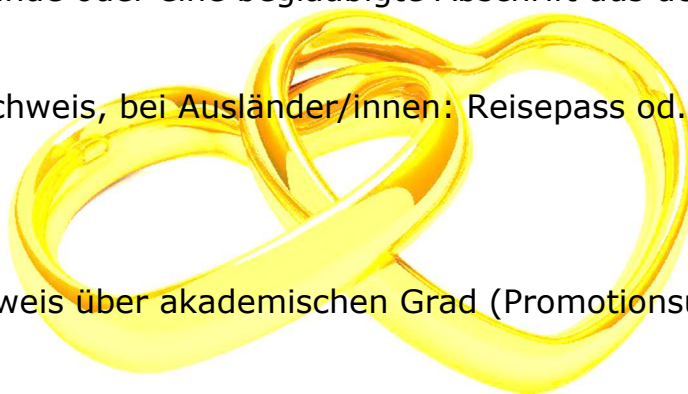 oder eine beglaubigte Abschrift aus
chweis, bei Ausländer/innen: Reisepass od.
weis über akademischen Grad (Promotionsu